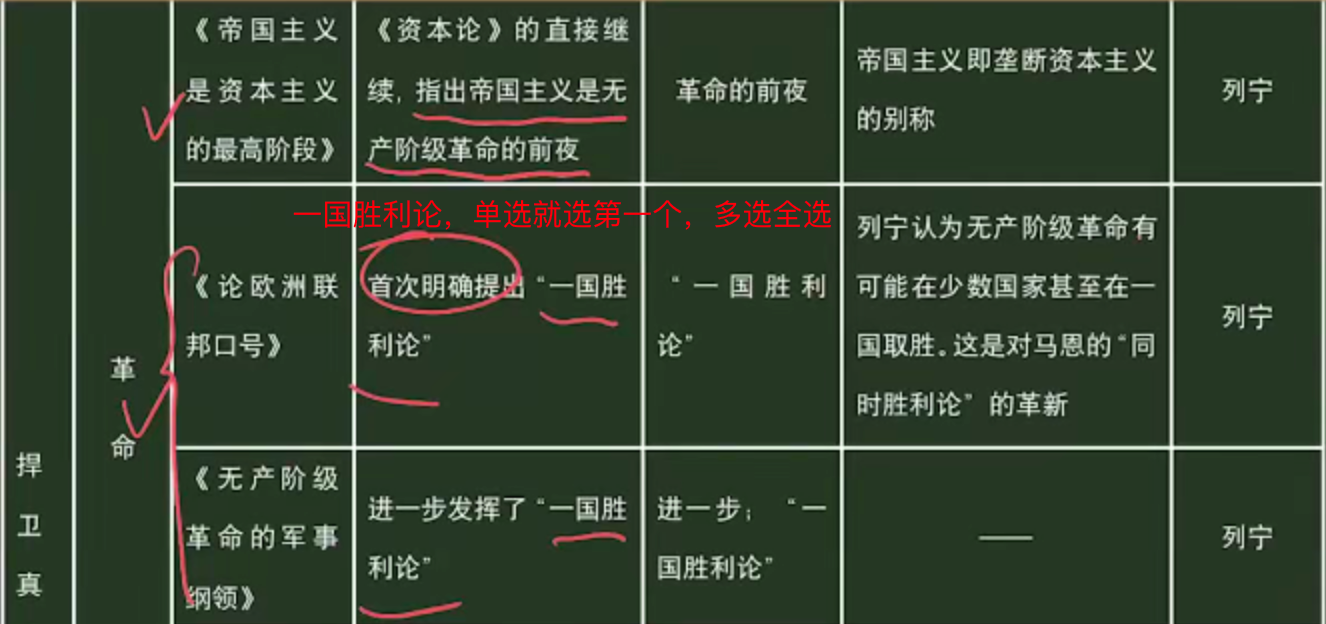 捍
卫
真
革
命
《帝国主义
是资本主义
的最高阶段》
《资本论》的直接继
续，指出帝国主义是无
产阶级革命的前夜
革命的前夜
帝国主义即垄断资本主义
的别称
列宁
一国胜利论，单选就选第一个，多选全选
《论欧洲联
邦口号》
首次明确提出“一国胜
利论”
“一国胜利
论”
列宁认为无产阶级革命有
可能在少数国家甚至在一
国取胜。这是对马恩的“同
时胜利论”的革新
列宁
《无产阶级
革命的军事
纲领》
进一步发挥了“一国胜
利论”
进一步；“一
国胜利论”
——
列宁